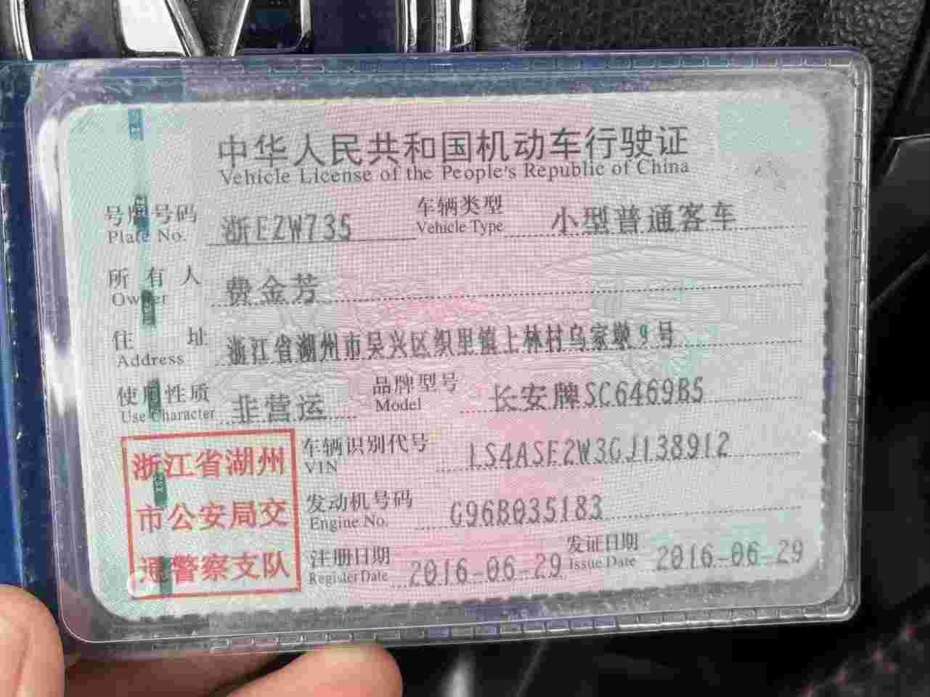 中华人民共和国机动车行驶证
Vehicle License of the People's Republic of China
号牌号码 浙EZW735 车辆类型 小型普通客车
Plate No. Vehicle Type
所有人 费金芳
Owner
住址 浙江省湖州市吴兴区织里镇上林村乌家墩9号
Address
使用性质 非营运 品牌型号 长安牌SC6469B5
Use Character Model
浙江省湖州 车辆识别代号 LS4ASE2W3GJ138912
VIN
市公安局交 发动机号码 G96B035183
Engine No.
通警察支队 注册日期 2016-06-29 发证日期 2016-06-29
Register Date Issue Date